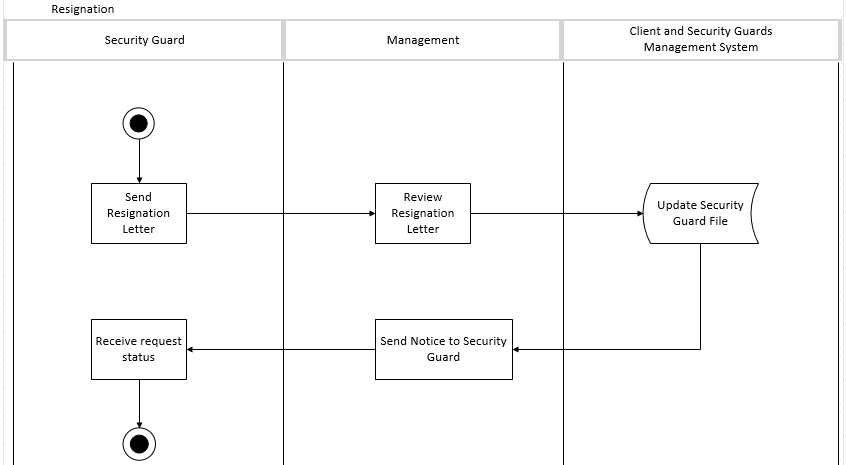 Resignation
Security Guard
Management
Client and Security Guards
Management System
Send
Resignation
Letter
Review
Resignation
Letter
Update Security
Guard File
Receive request
status
Send Notice to Security
Guard